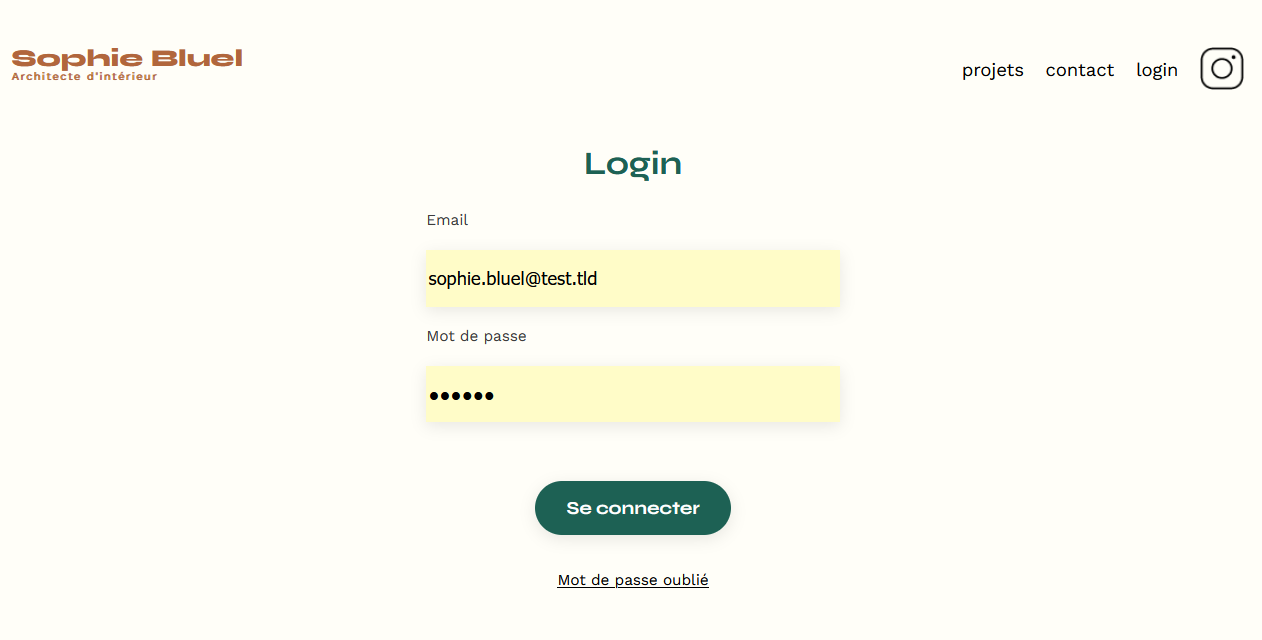 Sophie Bluel
Architecte d'intérieur
projets contact login
Login
Email
sophie.bluel@test.tld
Mot de passe
••••••
Se connecter
Mot de passe oublié